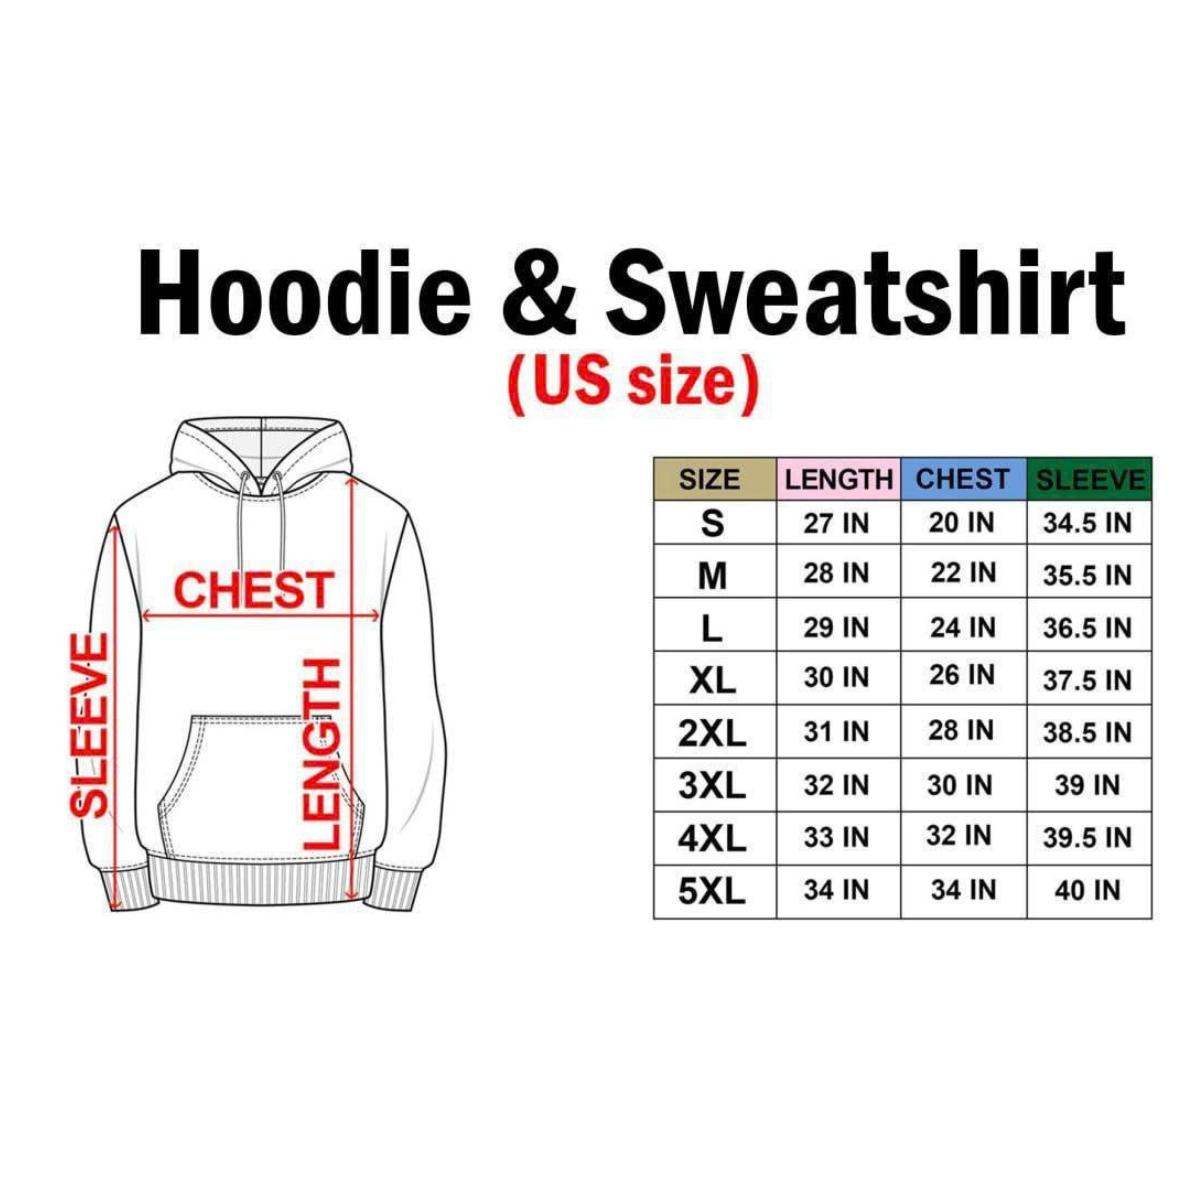 Hoodie & Sweatshirt
(US size)
CHEST
SLEEVE
LENGTH
SIZE LENGTH CHEST SLEEVE
S 27 IN 20 IN 34.5 IN
M 28 IN 22 IN 35.5 IN
L 29 IN 24 IN 36.5 IN
XL 30 IN 26 IN 37.5 IN
2XL 31 IN 28 IN 38.5 IN
3XL 32 IN 30 IN 39 IN
4XL 33 IN 32 IN 39.5 IN
5XL 34 IN 34 IN 40 IN